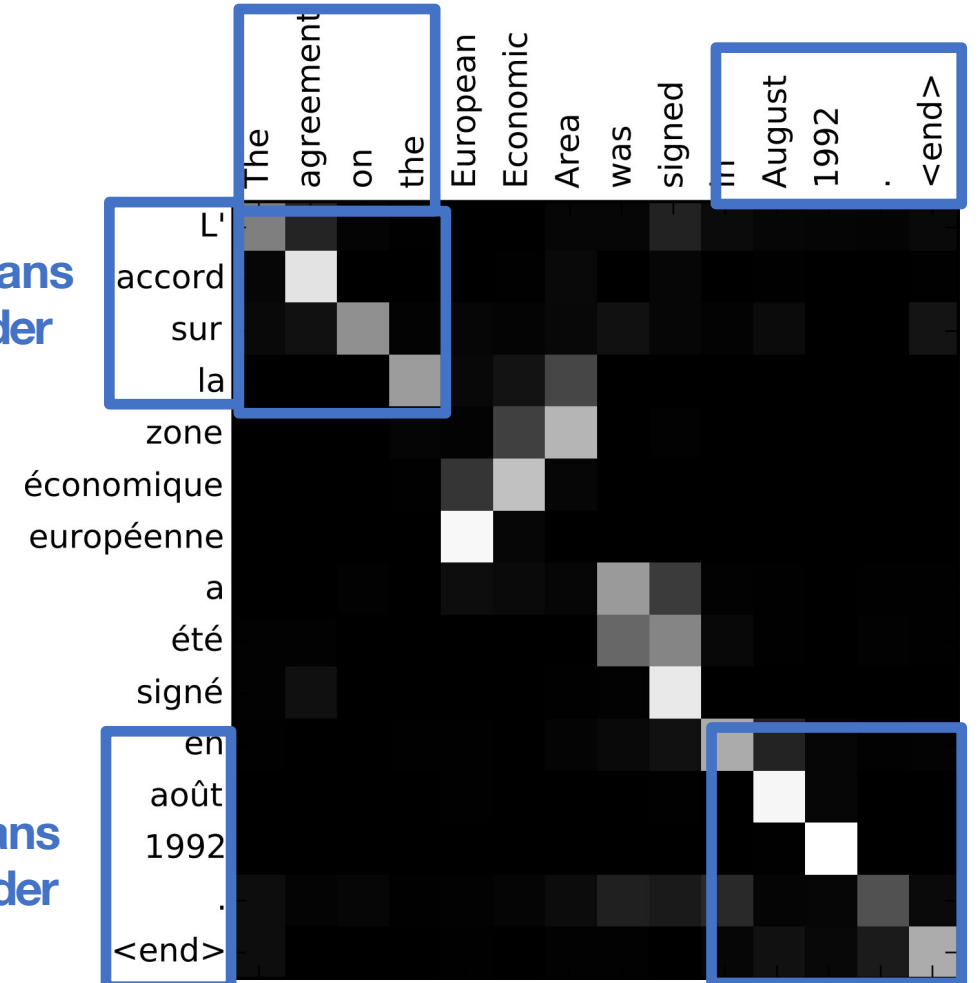 The agreement on the European Economic Area was signed in August 1992 . <end>
L'
accord
sur
la
zone
économique
européenne
a
été
signé
en
août
1992
.
<end>
ans
der
ans
der